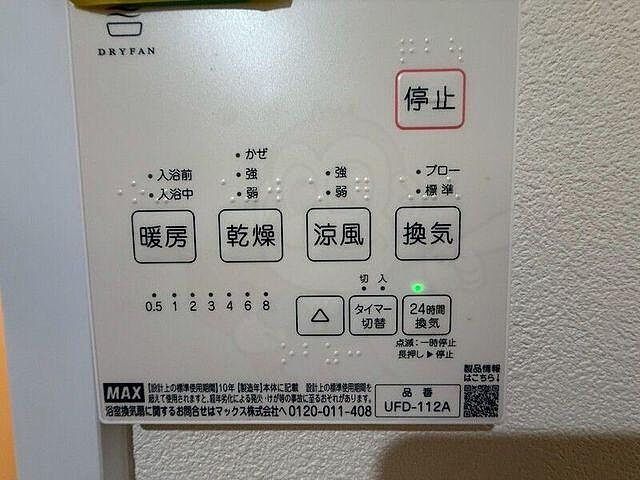 DRYFAN
停止
かぜ
入浴前
強
強
ブロー
入浴中
弱
弱
標準
暖房
乾燥
涼風
換気
切 入
0.5 1 2 3 4 6 8
△
タイマー
切替
24時間
換気
点滅:一時停止
長押し▶停止
製品情報
はこちら↓
MAX
【設計上の標準使用期間】10年【製造年】本体に記載 設計上の標準使用期間を
超えて使用されますと、経年劣化による発火・けが等の事故に至るおそれがあります。
浴室換気扇に関するお問合せはマックス株式会社へ 0120-011-408
品番
UFD-112A